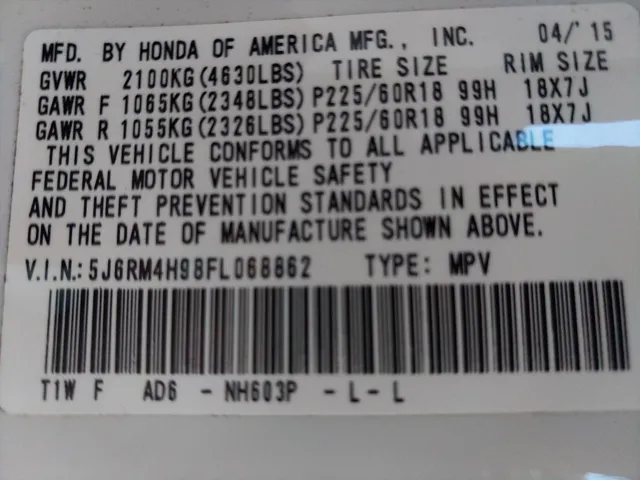 MFD. BY HONDA OF AMERICA MFG., INC. 04/'15
GVWR 2100KG(4630LBS) TIRE SIZE RIM SIZE
GAWR F 1065KG(2348LBS) P225/60R18 99H 18X7J
GAWR R 1055KG(2326LBS) P225/60R18 99H 18X7J
THIS VEHICLE CONFORMS TO ALL APPLICABLE
FEDERAL MOTOR VEHICLE SAFETY
AND THEFT PREVENTION STANDARDS IN EFFECT
ON THE DATE OF MANUFACTURE SHOWN ABOVE.
V.I.N.: 5J6RM4H98FL068862 TYPE: MPV
T1W F AD6 - NH603P - L - L